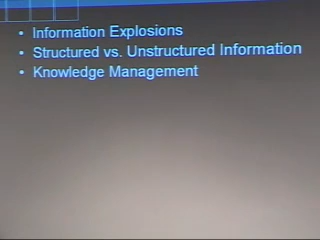 • Information Explosions
• Structured vs. Unstructured Information
• Knowledge Management